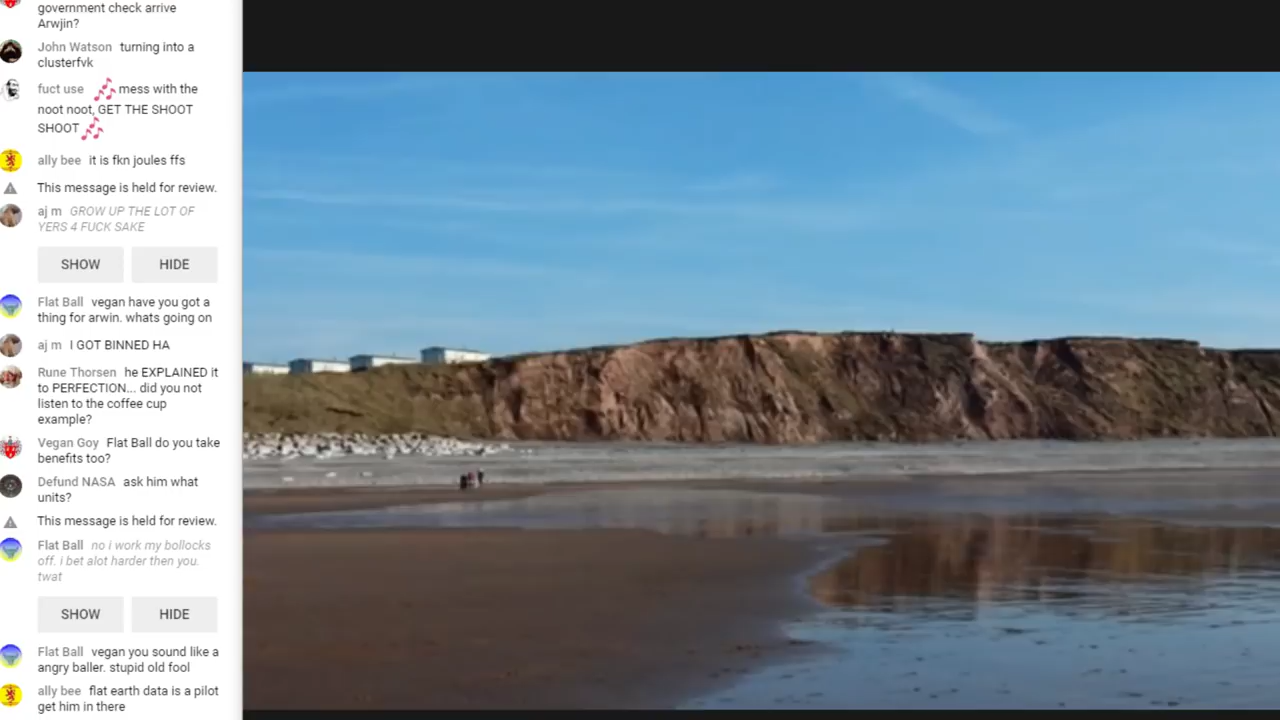 government check arrive
Arwjin?
John Watson turning into a
clusterfvk
fuct use mess with the
noot noot, GET THE SHOOT
SHOOT
ally bee it is fkn joules ffs
This message is held for review.
aj m GROW UP THE LOT OF
YERS 4 FUCK SAKE
SHOW HIDE
Flat Ball vegan have you got a
thing for arwin. whats going on
aj m I GOT BINNED HA
Rune Thorsen he EXPLAINED it
to PERFECTION... did you not
listen to the coffee cup
example?
Vegan Goy Flat Ball do you take
benefits too?
Defund NASA ask him what
units?
This message is held for review.
Flat Ball no i work my bollocks
off. i bet alot harder then you.
twat
SHOW HIDE
Flat Ball vegan you sound like a
angry baller. stupid old fool
ally bee flat earth data is a pilot
get him in there